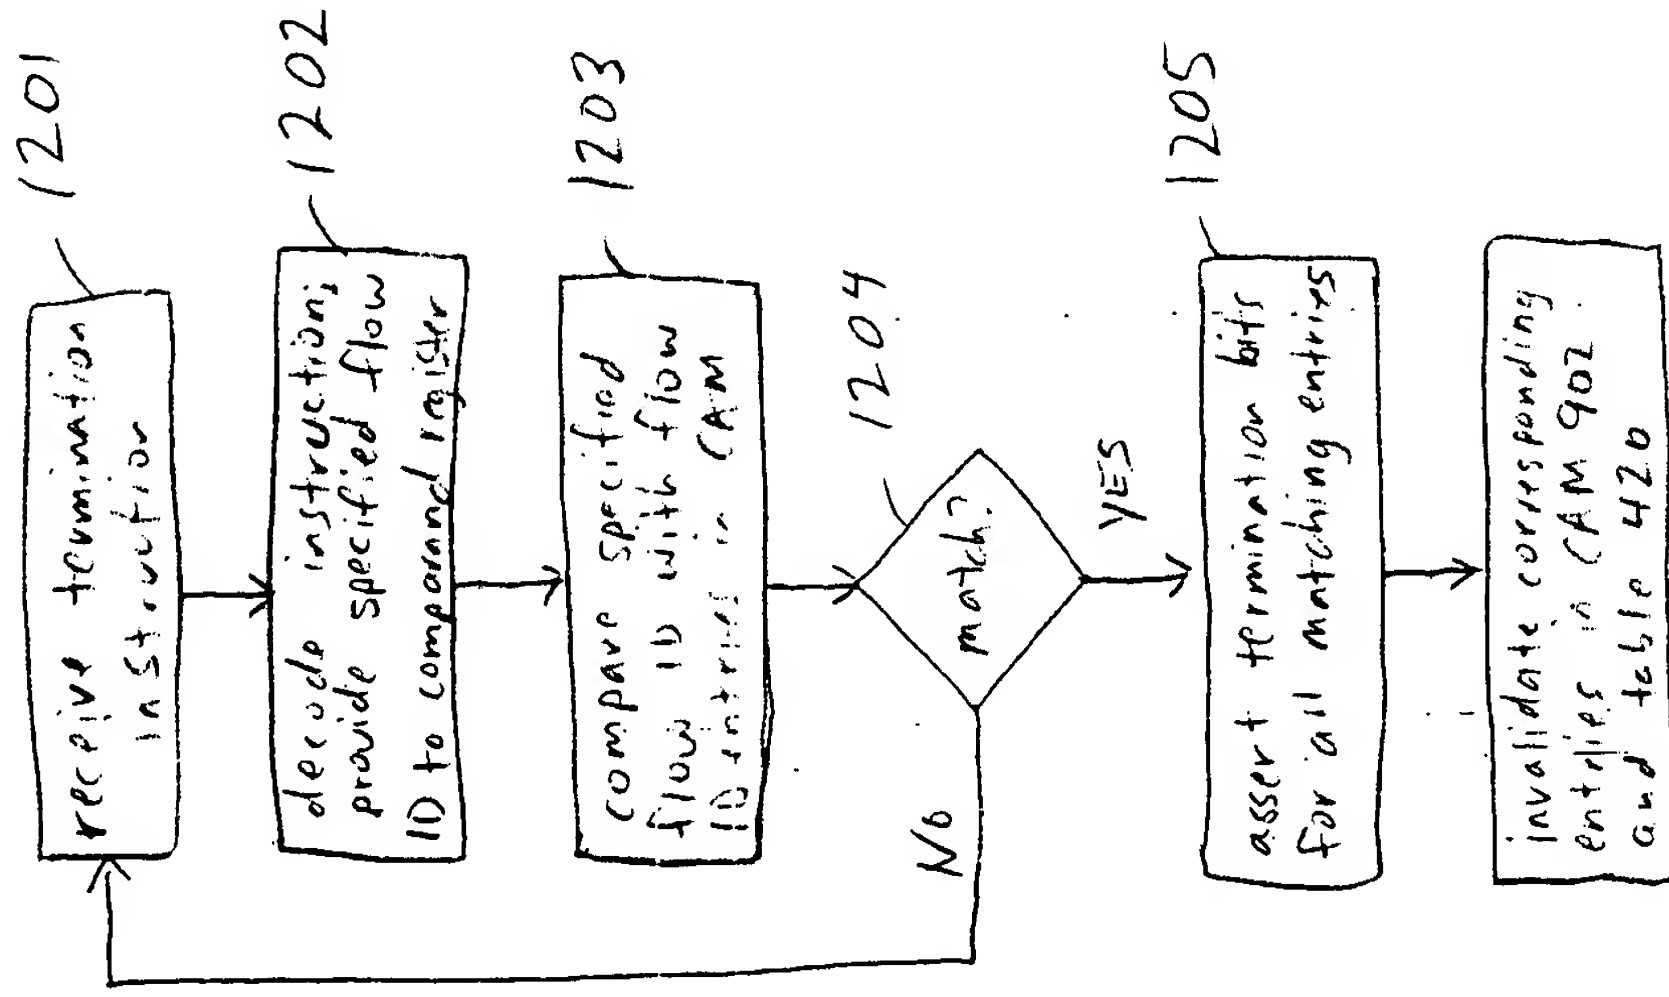 1201
receive termination
instruction
1202
decode instruction;
provide specified flow
ID to comparand register
1203
compare specified
flow ID with flow
ID entries in CAM
1204
match?
NO
YES
1205
assert termination bits
for all matching entries
invalidate corresponding
entries in CAM 902
and table 420